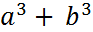 a³ + b³